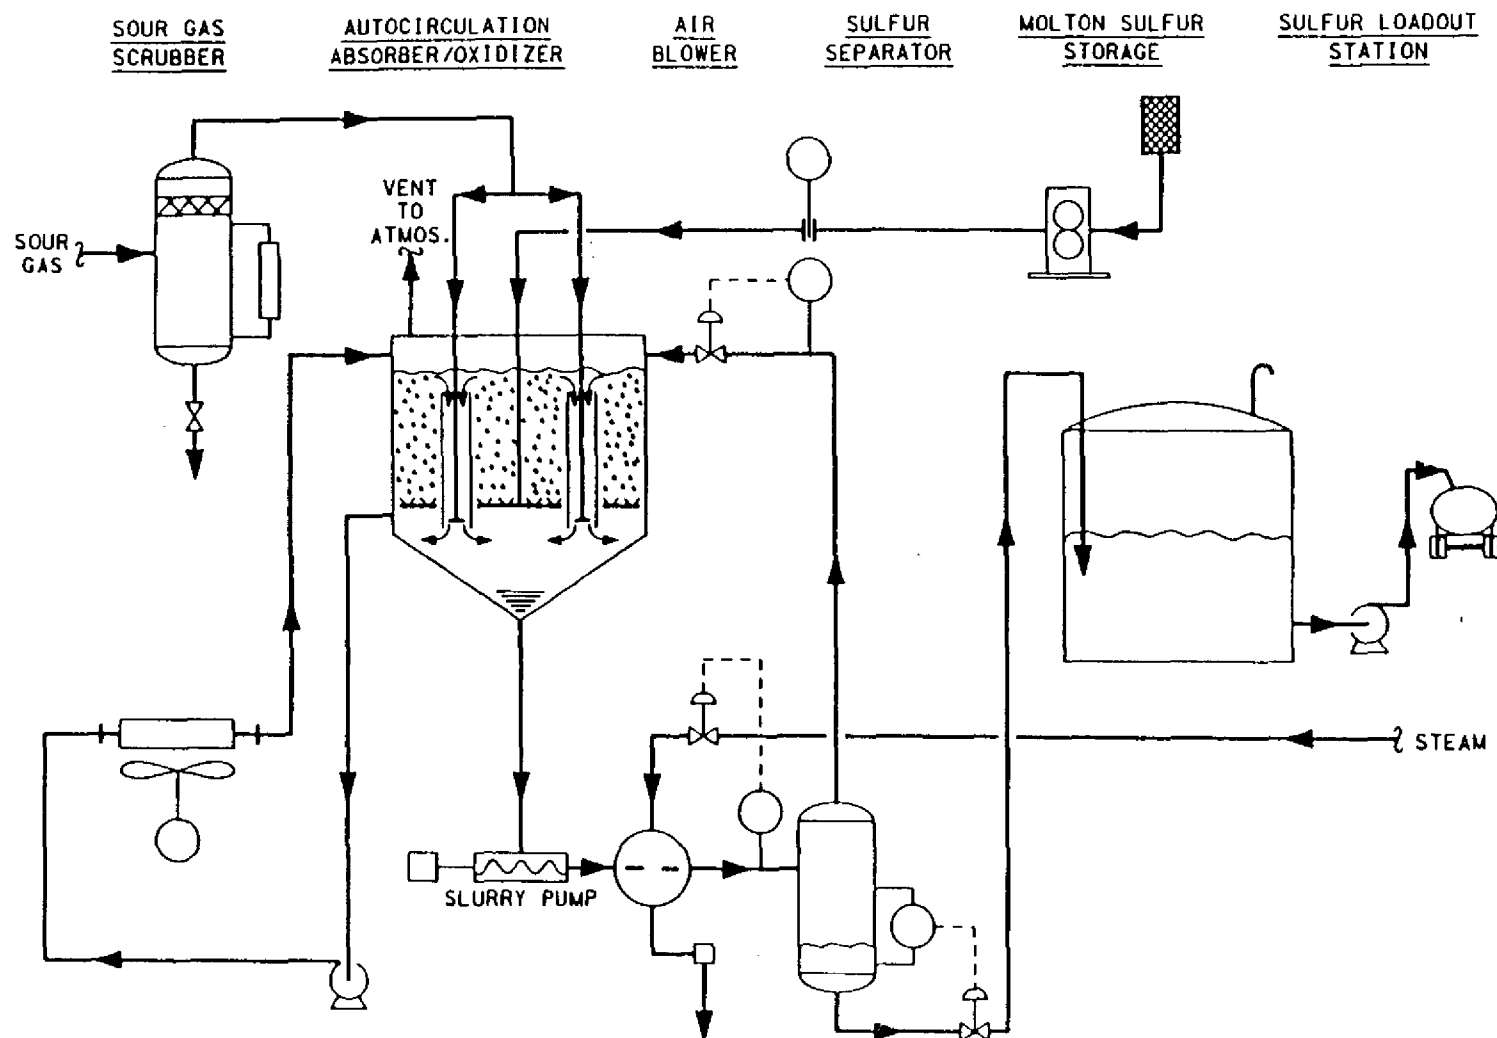 SOUR GAS
SCRUBBER
AUTOCIRCULATION
ABSORBER/OXIDIZER
AIR
BLOWER
SULFUR
SEPARATOR
MOLTON SULFUR
STORAGE
SULFUR LOADOUT
STATION
VENT
TO
ATMOS.
SOUR
GAS
STEAM
SLURRY PUMP